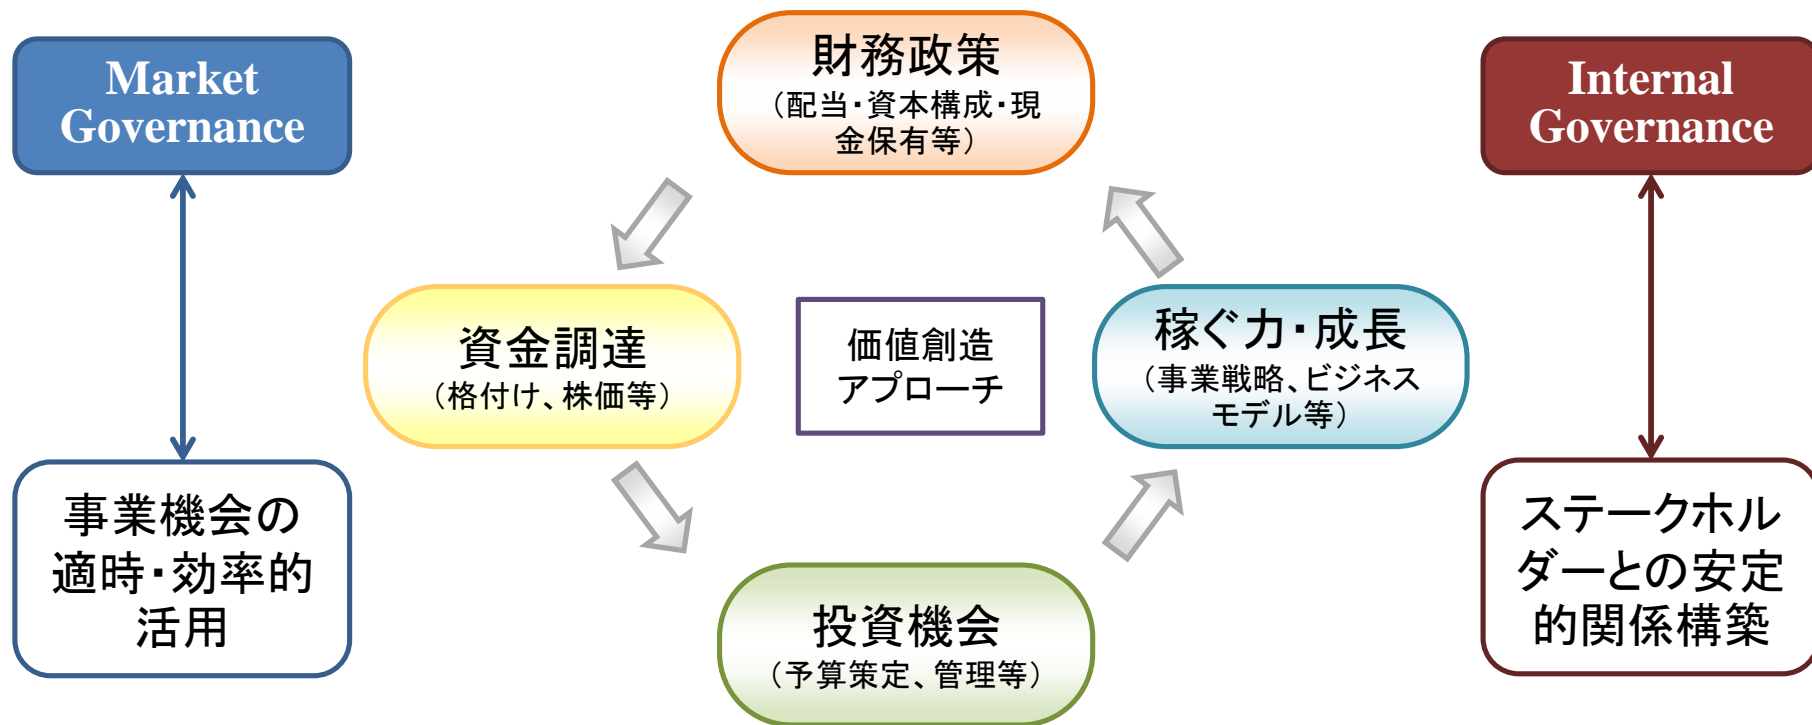 Market
Governance
財務政策
（配当・資本構成・現
金保有等）
Internal
Governance
資金調達
（格付け、株価等）
価値創造
アプローチ
稼ぐ力・成長
（事業戦略、ビジネス
モデル等）
事業機会の
適時・効率的
活用
投資機会
（予算策定、管理等）
ステークホル
ダーとの安定
的関係構築